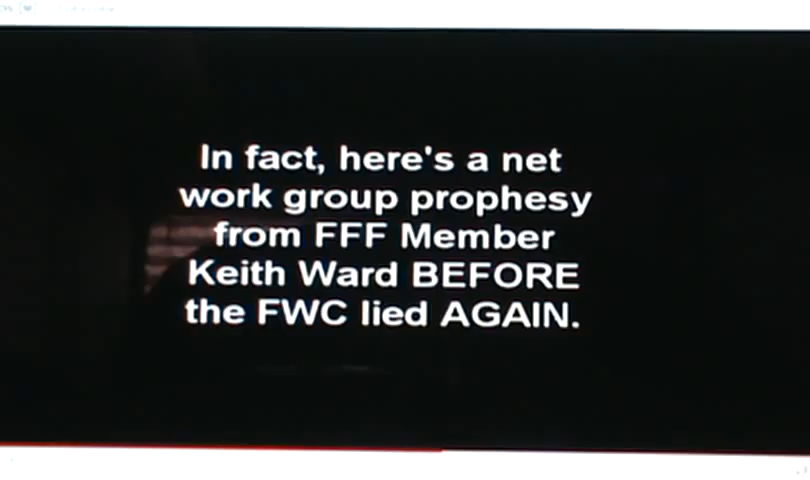 In fact, here's a net
work group prophesy
from FFF Member
Keith Ward BEFORE
the FWC lied AGAIN.